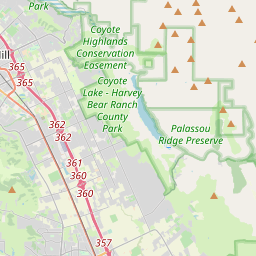 Park
Coyote
Highlands
Conservation
Easement
Hill
365
365
Coyote
Lake - Harvey
Bear Ranch
County
Park
362
362
Palassou
Ridge Preserve
361
360
360
357